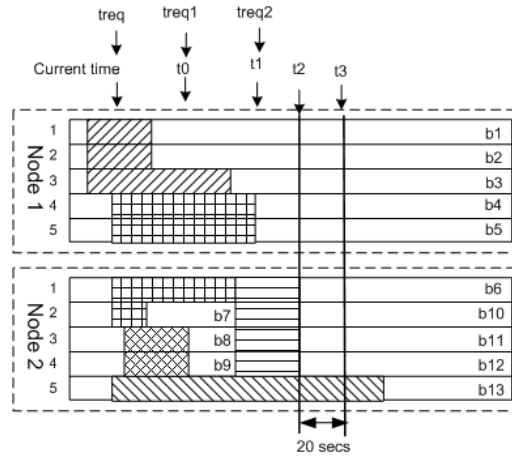 treq treq1 treq2
Current time t0 t1 t2 t3
Node 1
1 b1
2 b2
3 b3
4 b4
5 b5
Node 2
1 b6
2 b7 b10
3 b8 b11
4 b9 b12
5 b13
20 secs